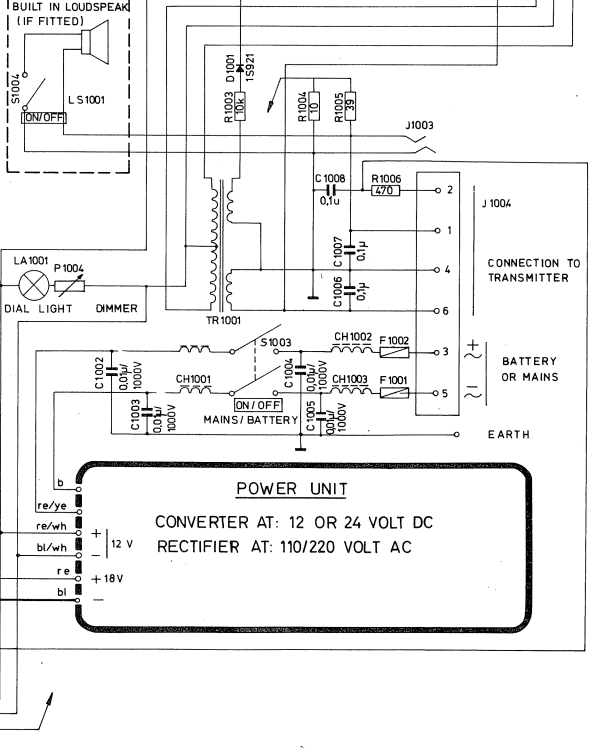 BUILT IN LOUDSPEAK
(IF FITTED)
S1004
LS1001
ON/OFF
D1001
1S921
R1003
10k
R1004
10
R1005
39
J1003
C1008
0,1u
R1006
470
2
J1004
1
C1007
0,1µ
4
CONNECTION TO
TRANSMITTER
C1006
0,1µ
6
LA1001
P1004
DIAL LIGHT
DIMMER
TR1001
S1003
CH1002
F1002
3
+
~
BATTERY
OR MAINS
C1002
0,01µ/
1000V
C1004
0,01µ/
1000V
CH1001
CH1003
F1001
5
−
~
C1003
0,01µ/
1000V
ON/OFF
MAINS/BATTERY
C1005
0,01µ/
1000V
EARTH
b
re/ye
re/wh
+
bl/wh
−
12 V
re
+ 18V
bl
−
POWER UNIT
CONVERTER AT: 12 OR 24 VOLT DC
RECTIFIER AT: 110/220 VOLT AC